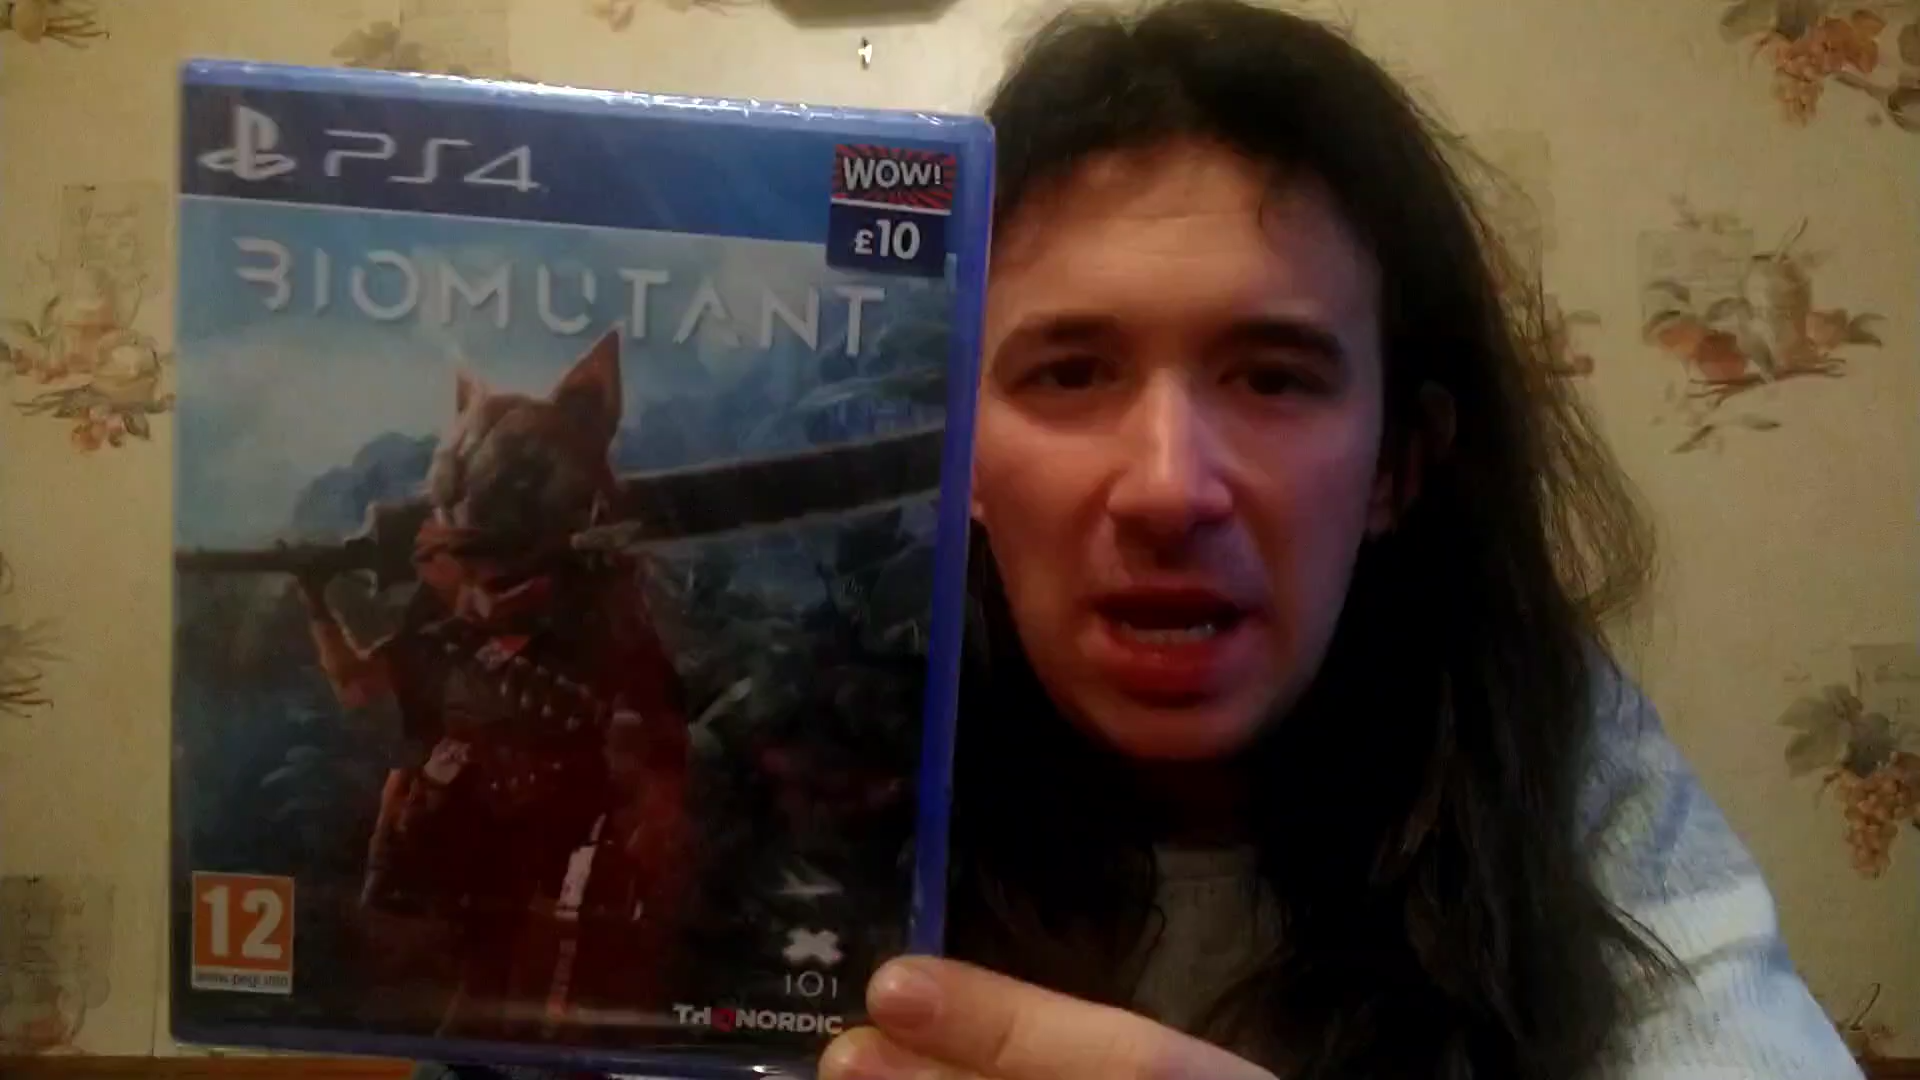 PS4
WOW!
£10
BIOMUTANT
12
www.pegi.info
101
THQ NORDIC